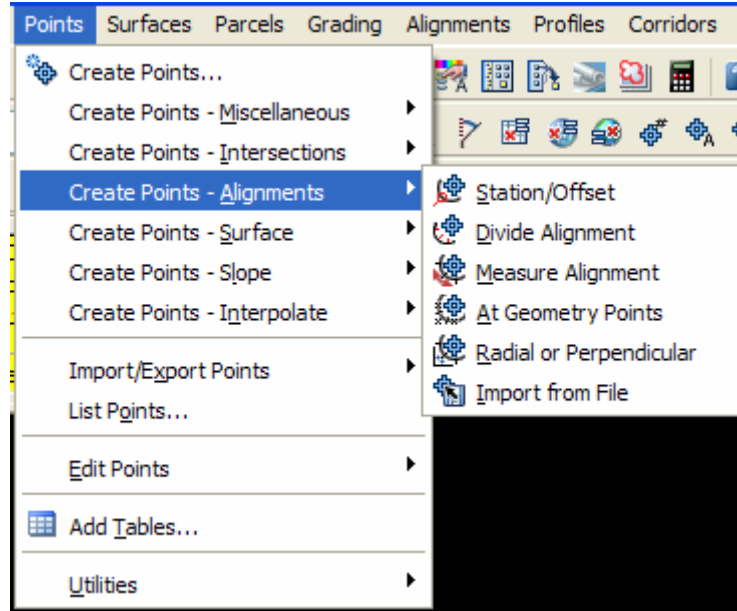 Points Surfaces Parcels Grading Alignments Profiles Corridors
Create Points...
Create Points - Miscellaneous
Create Points - Intersections
Create Points - Alignments
Create Points - Surface
Create Points - Slope
Create Points - Interpolate
Import/Export Points
List Points...
Edit Points
Add Tables...
Utilities
Station/Offset
Divide Alignment
Measure Alignment
At Geometry Points
Radial or Perpendicular
Import from File